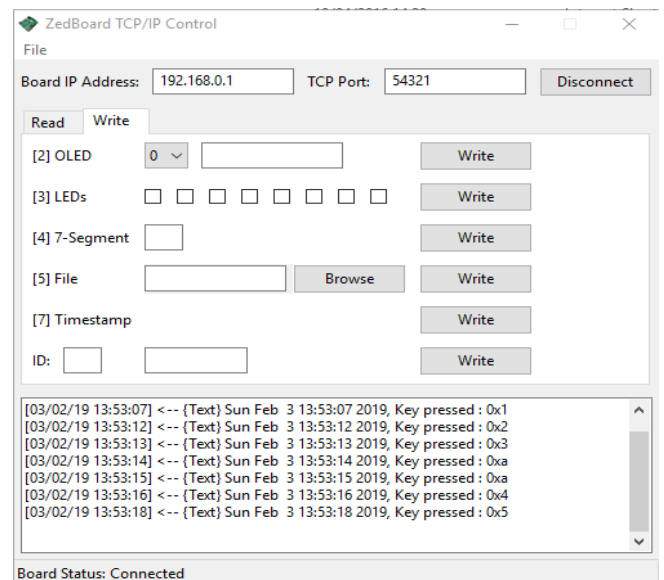 ZedBoard TCP/IP Control
File
Board IP Address: 192.168.0.1 TCP Port: 54321 Disconnect
Read Write
[2] OLED 0 Write
[3] LEDs Write
[4] 7-Segment Write
[5] File Browse Write
[7] Timestamp Write
ID: Write
[03/02/19 13:53:07] <-- {Text} Sun Feb  3 13:53:07 2019, Key pressed : 0x1
[03/02/19 13:53:12] <-- {Text} Sun Feb  3 13:53:12 2019, Key pressed : 0x2
[03/02/19 13:53:13] <-- {Text} Sun Feb  3 13:53:13 2019, Key pressed : 0x3
[03/02/19 13:53:14] <-- {Text} Sun Feb  3 13:53:14 2019, Key pressed : 0xa
[03/02/19 13:53:15] <-- {Text} Sun Feb  3 13:53:15 2019, Key pressed : 0xa
[03/02/19 13:53:16] <-- {Text} Sun Feb  3 13:53:16 2019, Key pressed : 0x4
[03/02/19 13:53:18] <-- {Text} Sun Feb  3 13:53:18 2019, Key pressed : 0x5
Board Status: Connected